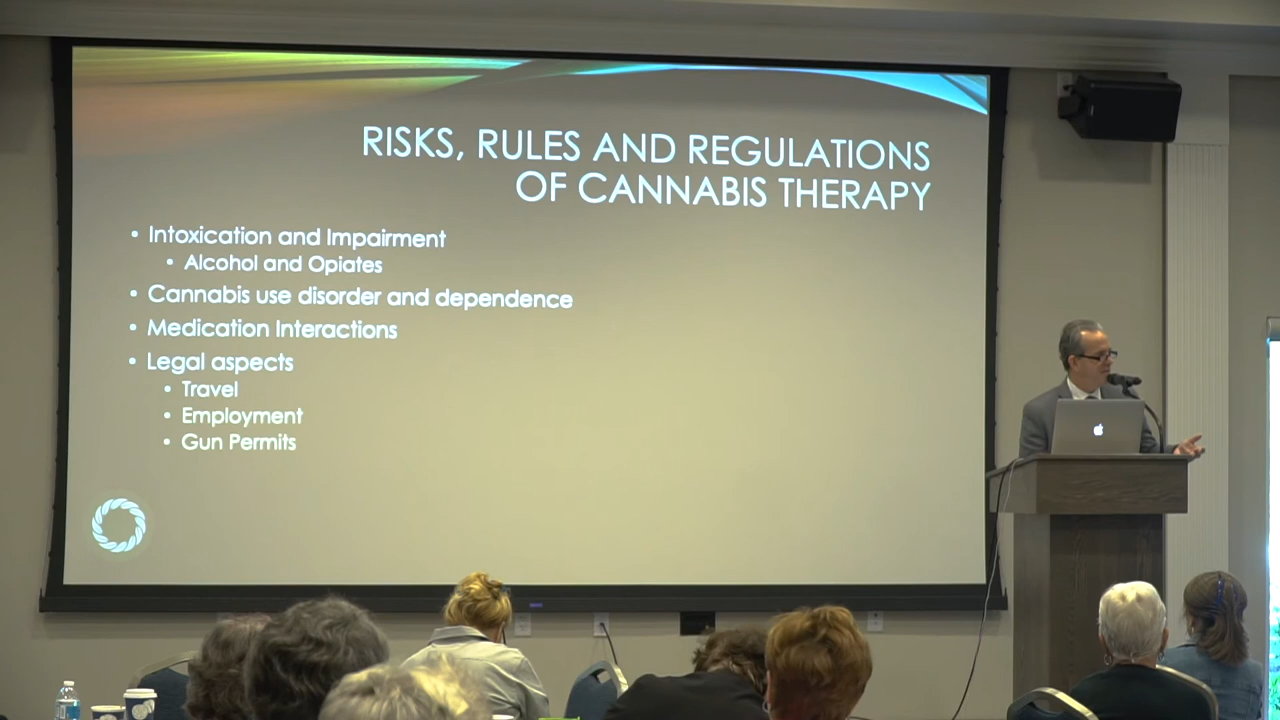 RISKS, RULES AND REGULATIONS
OF CANNABIS THERAPY
• Intoxication and Impairment
• Alcohol and Opiates
• Cannabis use disorder and dependence
• Medication Interactions
• Legal aspects
• Travel
• Employment
• Gun Permits